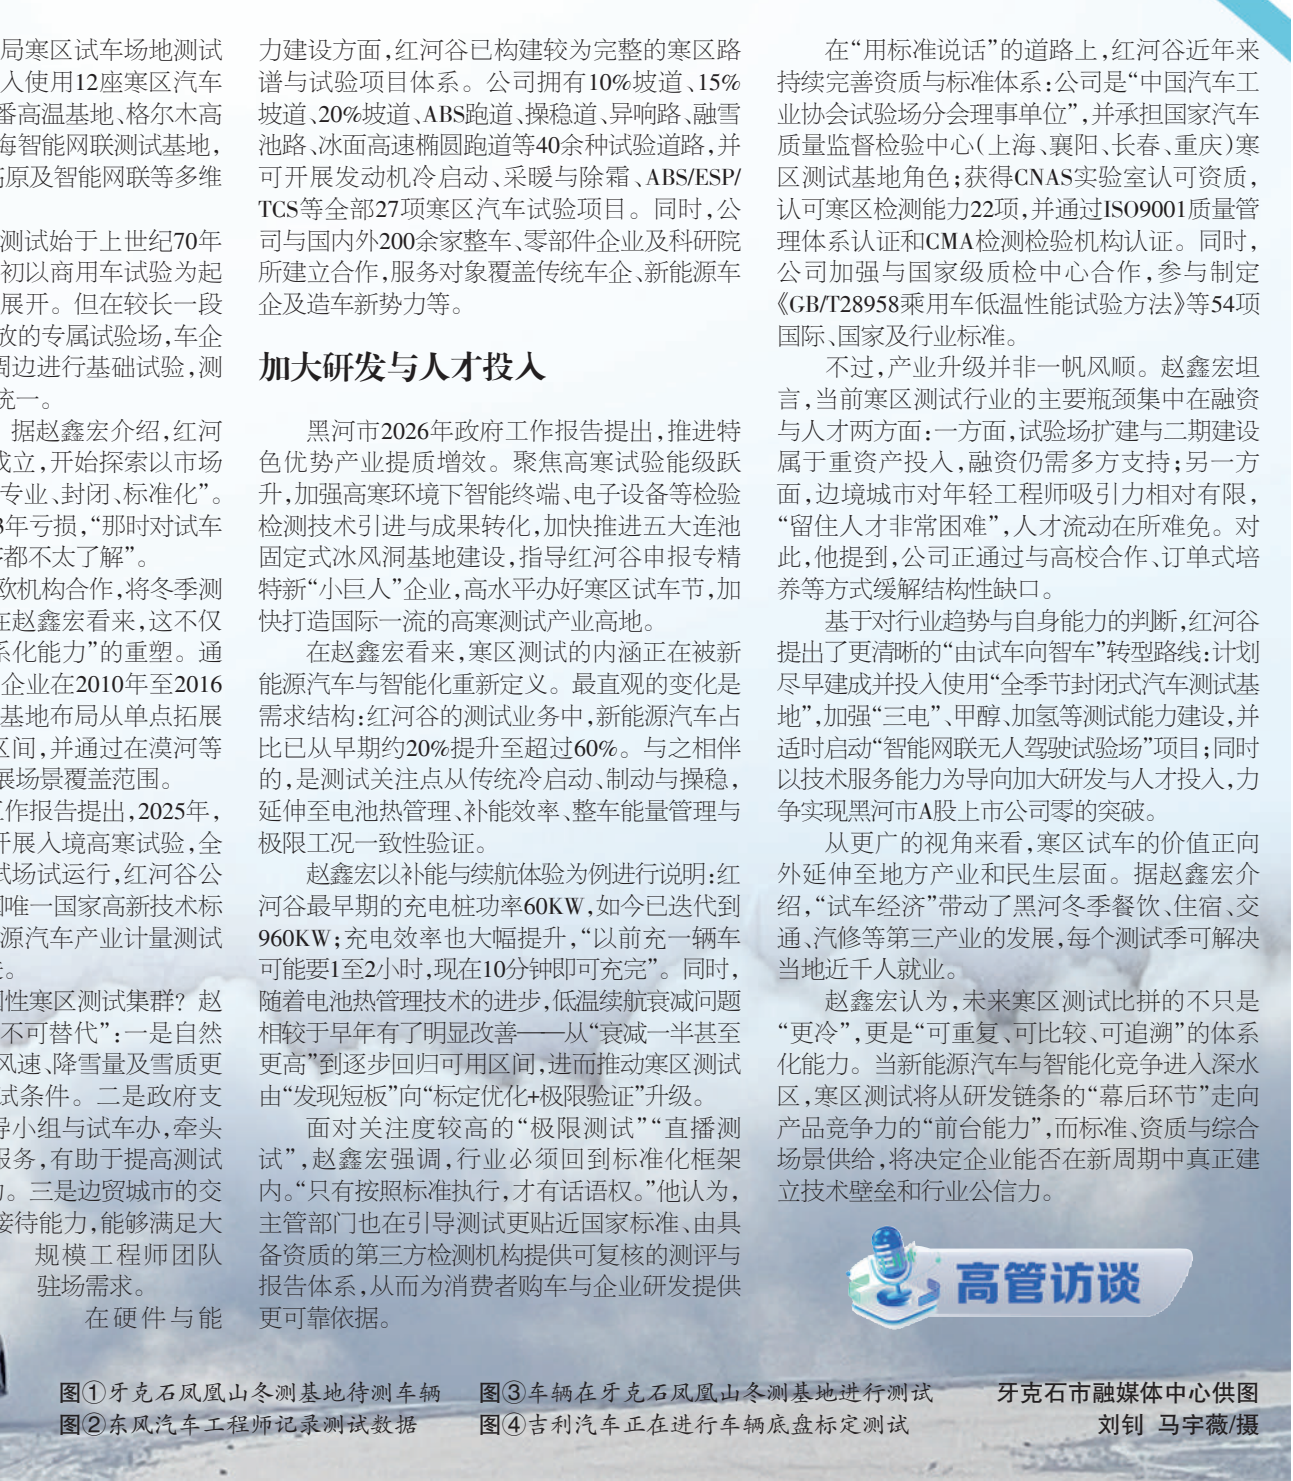 局寒区试车场地测试
入使用12座寒区汽车
番高温基地、格尔木高
海智能网联测试基地，
高原及智能网联等多维
测试始于上世纪70年
初以商用车试验为起
展开。但在较长一段
放的专属试验场，车企
周边进行基础试验，测
统一。
据赵鑫宏介绍，红河
成立，开始探索以市场
专业、封闭、标准化”。
3年亏损，“那时对试车
都不太了解”。
欧机构合作，将冬季测
在赵鑫宏看来，这不仅
系化能力”的重塑。通
企业在2010年至2016
基地布局从单点拓展
区间，并通过在漠河等
展场景覆盖范围。
工作报告提出，2025年，
开展入境高寒试验，全
试场试运行，红河谷公
国唯一国家高新技术标
源汽车产业计量测试
国性寒区测试集群？赵
不可替代”：一是自然
风速、降雪量及雪质更
试条件。二是政府支
导小组与试车办，牵头
服务，有助于提高测试
三是边贸城市的交
接待能力，能够满足大
规模工程师团队
驻场需求。
在硬件与能
力建设方面，红河谷已构建较为完整的寒区路
谱与试验项目体系。公司拥有10%坡道、15%
坡道、20%坡道、ABS跑道、操稳道、异响路、融雪
池路、冰面高速椭圆跑道等40余种试验道路，并
可开展发动机冷启动、采暖与除霜、ABS/ESP/
TCS等全部27项寒区汽车试验项目。同时，公
司与国内外200余家整车、零部件企业及科研院
所建立合作，服务对象覆盖传统车企、新能源车
企及造车新势力等。
加大研发与人才投入
黑河市2026年政府工作报告提出，推进特
色优势产业提质增效。聚焦高寒试验能级跃
升，加强高寒环境下智能终端、电子设备等检验
检测技术引进与成果转化，加快推进五大连池
固定式冰风洞基地建设，指导红河谷申报专精
特新“小巨人”企业，高水平办好寒区试车节，加
快打造国际一流的高寒测试产业高地。
在赵鑫宏看来，寒区测试的内涵正在被新
能源汽车与智能化重新定义。最直观的变化是
需求结构：红河谷的测试业务中，新能源汽车占
比已从早期约20%提升至超过60%。与之相伴
的，是测试关注点从传统冷启动、制动与操稳，
延伸至电池热管理、补能效率、整车能量管理与
极限工况一致性验证。
赵鑫宏以补能与续航体验为例进行说明：红
河谷最早期的充电桩功率60KW，如今已迭代到
960KW；充电效率也大幅提升，“以前充一辆车
可能要1至2小时，现在10分钟即可充完”。同时，
随着电池热管理技术的进步，低温续航衰减问题
相较于早年有了明显改善——从“衰减一半甚至
更高”到逐步回归可用区间，进而推动寒区测试
由“发现短板”向“标定优化+极限验证”升级。
面对关注度较高的“极限测试”“直播测
试”，赵鑫宏强调，行业必须回到标准化框架
内。“只有按照标准执行，才有话语权。”他认为，
主管部门也在引导测试更贴近国家标准、由具
备资质的第三方检测机构提供可复核的测评与
报告体系，从而为消费者购车与企业研发提供
更可靠依据。
在“用标准说话”的道路上，红河谷近年来
持续完善资质与标准体系：公司是“中国汽车工
业协会试验场分会理事单位”，并承担国家汽车
质量监督检验中心（上海、襄阳、长春、重庆）寒
区测试基地角色；获得CNAS实验室认可资质，
认可寒区检测能力22项，并通过ISO9001质量管
理体系认证和CMA检测检验机构认证。同时，
公司加强与国家级质检中心合作，参与制定
《GB/T28958乘用车低温性能试验方法》等54项
国际、国家及行业标准。
不过，产业升级并非一帆风顺。赵鑫宏坦
言，当前寒区测试行业的主要瓶颈集中在融资
与人才两方面：一方面，试验场扩建与二期建设
属于重资产投入，融资仍需多方支持；另一方
面，边境城市对年轻工程师吸引力相对有限，
“留住人才非常困难”，人才流动在所难免。对
此，他提到，公司正通过与高校合作、订单式培
养等方式缓解结构性缺口。
基于对行业趋势与自身能力的判断，红河谷
提出了更清晰的“由试车向智车”转型路线：计划
尽早建成并投入使用“全季节封闭式汽车测试基
地”，加强“三电”、甲醇、加氢等测试能力建设，并
适时启动“智能网联无人驾驶试验场”项目；同时
以技术服务能力为导向加大研发与人才投入，力
争实现黑河市A股上市公司零的突破。
从更广的视角来看，寒区试车的价值正向
外延伸至地方产业和民生层面。据赵鑫宏介
绍，“试车经济”带动了黑河冬季餐饮、住宿、交
通、汽修等第三产业的发展，每个测试季可解决
当地近千人就业。
赵鑫宏认为，未来寒区测试比拼的不只是
“更冷”，更是“可重复、可比较、可追溯”的体系
化能力。当新能源汽车与智能化竞争进入深水
区，寒区测试将从研发链条的“幕后环节”走向
产品竞争力的“前台能力”，而标准、资质与综合
场景供给，将决定企业能否在新周期中真正建
立技术壁垒和行业公信力。
高管访谈
图①牙克石凤凰山冬测基地待测车辆
图②东风汽车工程师记录测试数据
图③车辆在牙克石凤凰山冬测基地进行测试
图④吉利汽车正在进行车辆底盘标定测试
牙克石市融媒体中心供图
刘钊 马宇薇/摄